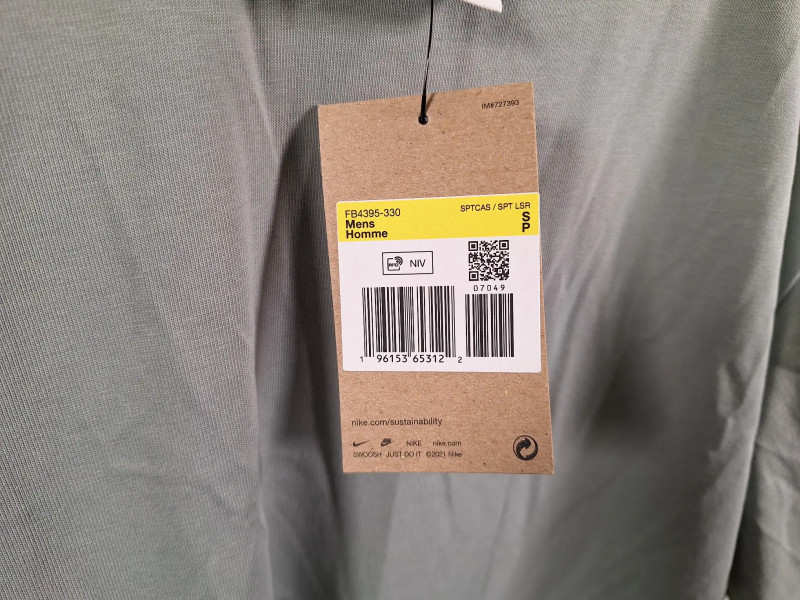 IM#727393
FB4395-330
SPTCAS / SPT LSR
Mens
S
Homme
P
RFID
NIV
07049
1 96153 65312 2
nike.com/sustainability
NIKE nike.com
SWOOSH JUST DO IT ©2021 Nike